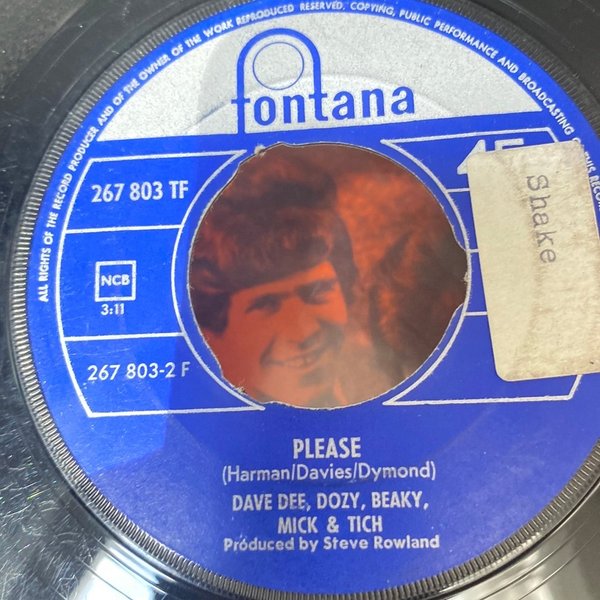 ALL RIGHTS OF THE RECORD PRODUCER AND OF THE OWNER OF THE WORK REPRODUCED RESERVED, COPYING, PUBLIC PERFORMANCE AND BROADCASTING
fontana
267 803 TF
45
Shake
NCB
3:11
267 803-2 F
PLEASE
(Harman/Davies/Dymond)
DAVE DEE, DOZY, BEAKY,
MICK & TICH
Produced by Steve Rowland